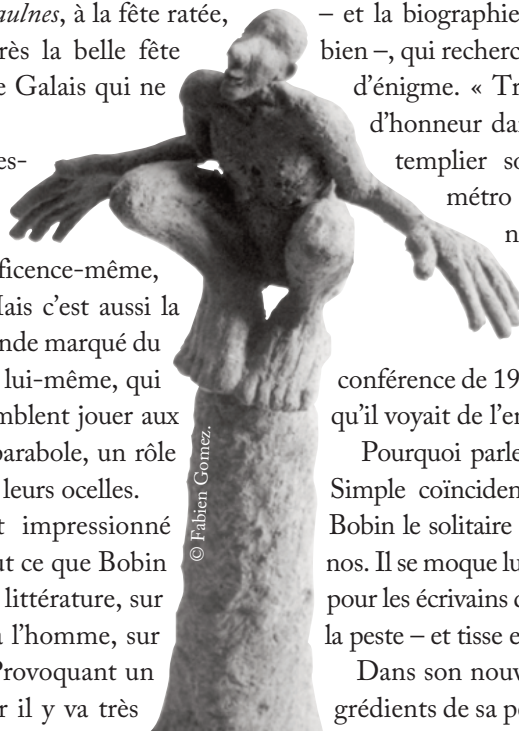 aulnes, à la fête ratée,
rès la belle fête
e Galais qui ne
es-
ficence-même,
ais c’est aussi la
nde marqué du
lui-même, qui
mblent jouer aux
parabole, un rôle
leurs ocelles.
t impressionné
ut ce que Bobin
littérature, sur
à l’homme, sur
Provoquant un
r il y va très
© Fabien Gomez.
– et la biographie
bien –, qui recherc
d’énigme. « Tr
d’honneur da
templier so
métro
n
conférence de 19
qu’il voyait de l’e
Pourquoi parle
Simple coïnciden
Bobin le solitaire
nos. Il se moque lu
pour les écrivains
la peste – et tisse e
Dans son nouv
grédients de sa p